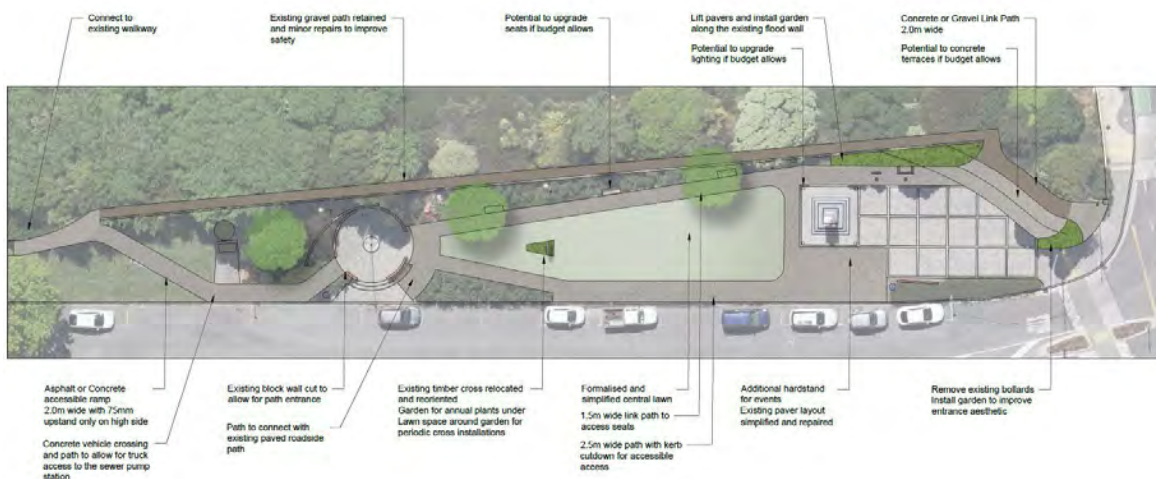 Connect to
existing walkway
Existing gravel path retained
and minor repairs to improve
safety
Potential to upgrade
seats if budget allows
Lift pavers and install garden
along the existing flood wall
Potential to upgrade
lighting if budget allows
Concrete or Gravel Link Path
2.0m wide
Potential to concrete
terraces if budget allows
Asphalt or Concrete
accessible ramp
2.0m wide with 75mm
upstand only on high side
Concrete vehicle crossing
and path to allow for truck
access to the sewer pump
station
Existing block wall cut to
allow for path entrance
Path to connect with
existing paved roadside
path
Existing timber cross relocated
and reoriented
Garden for annual plants under
Lawn space around garden for
periodic cross installations
Formalised and
simplified central lawn
1.5m wide link path to
access seats
2.5m wide path with kerb
cutdown for accessible
access
Additional hardstand
for events
Existing paver layout
simplified and repaired
Remove existing bollards
Install garden to improve
entrance aesthetic